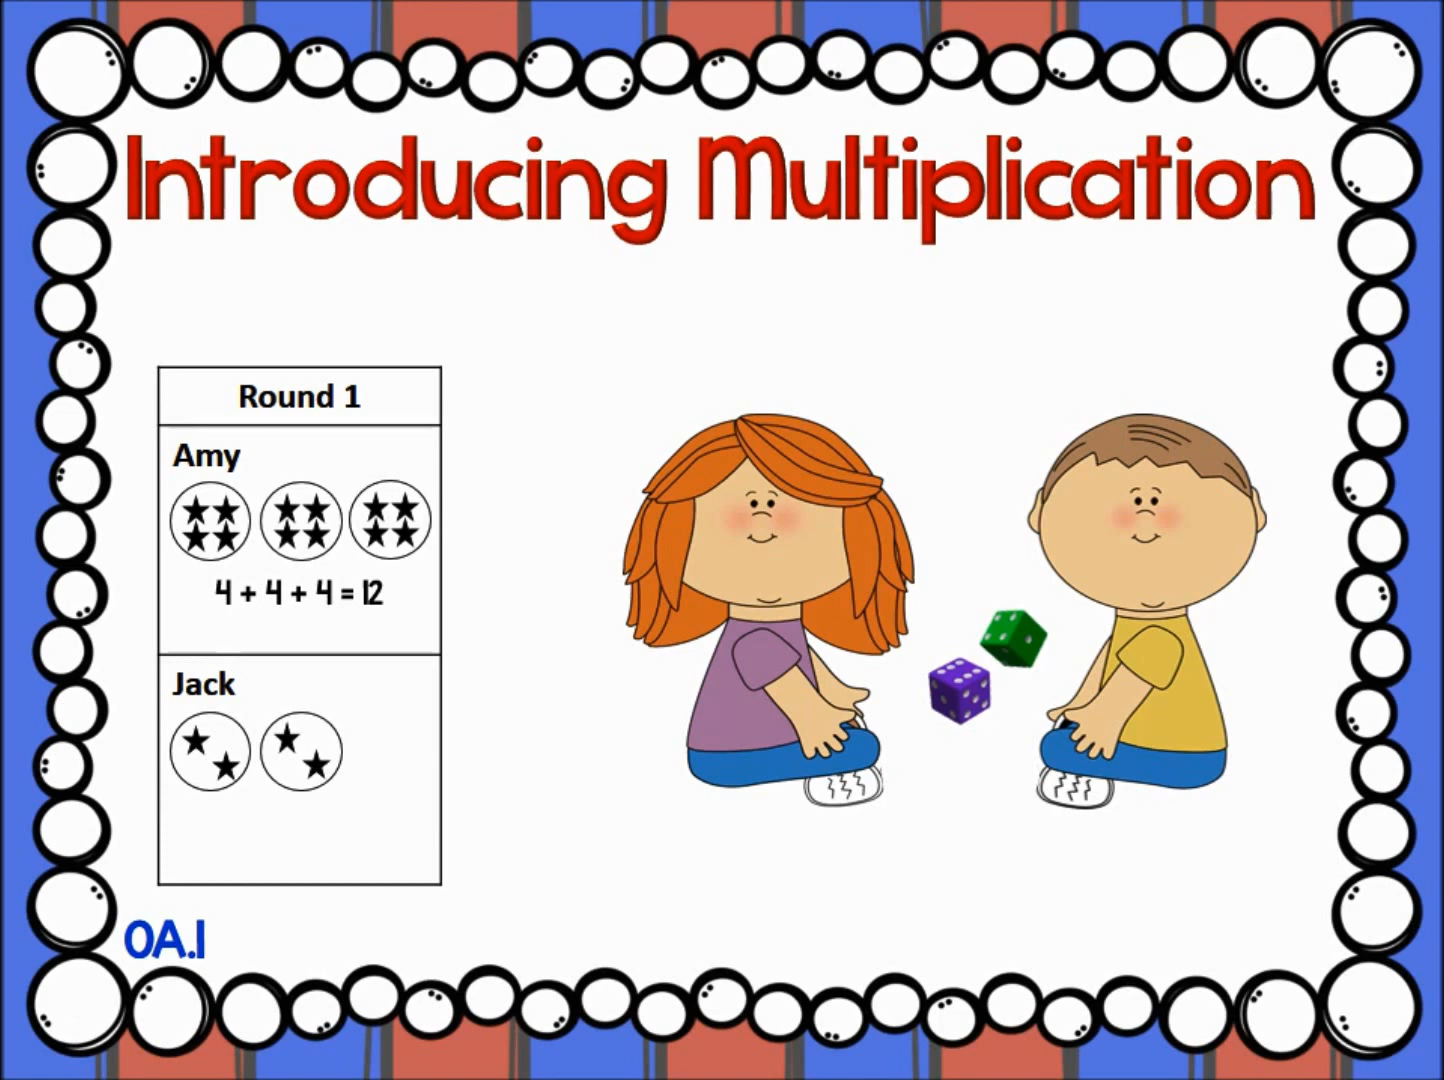 Introducing Multiplication
Round 1
Amy
4 + 4 + 4 = 12
Jack
OA.1